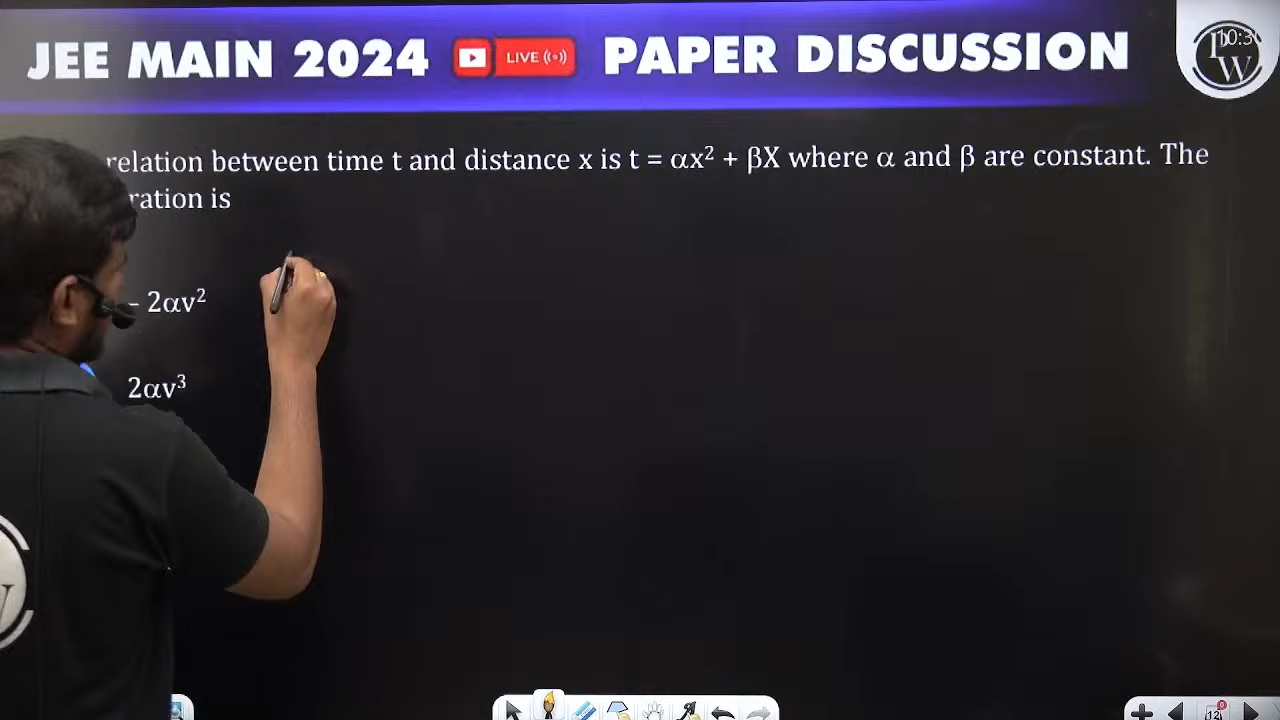 JEE MAIN 2024 LIVE PAPER DISCUSSION
relation between time t and distance x is t = αx² + βX where α and β are constant. The
ration is
– 2αv²
2αv³
W
12